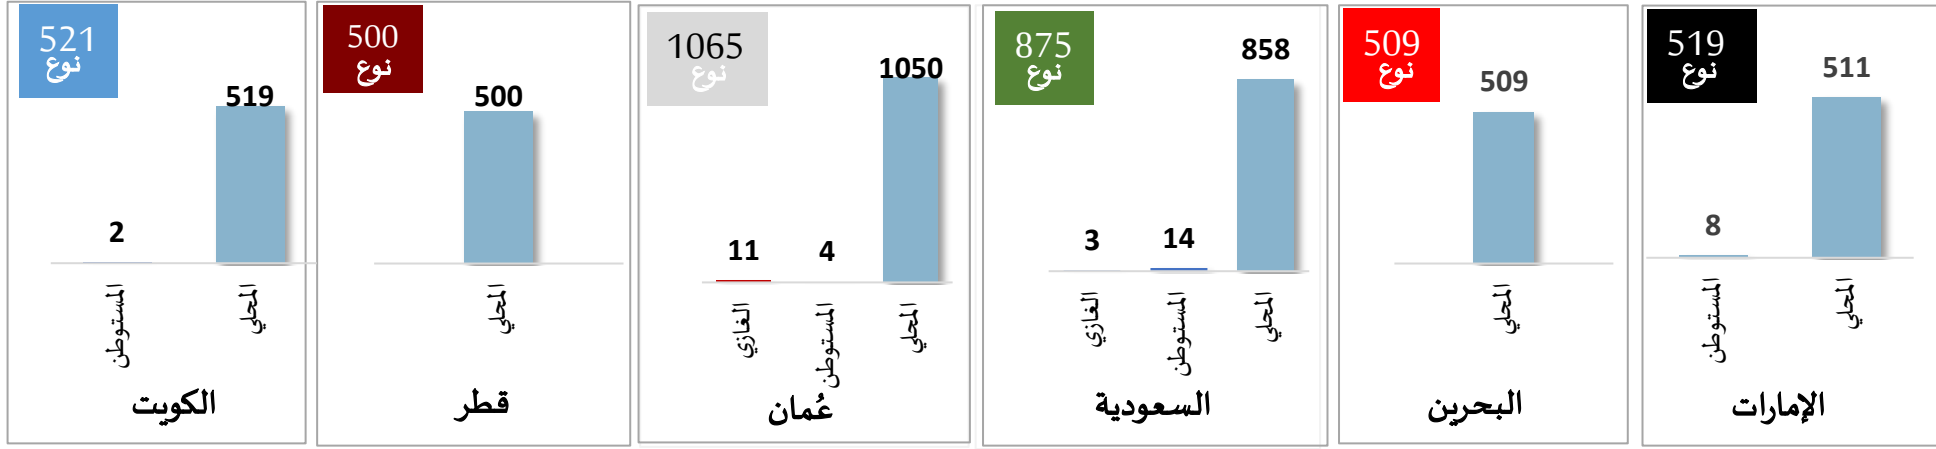 519
نوع
511
8
المحلي
المستوطن
الإمارات
509
نوع
509
المحلي
البحرين
875
نوع
858
14
3
المحلي
المستوطن
الغازي
السعودية
1065
نوع
1050
4
11
المحلي
المستوطن
الغازي
عُمان
500
نوع
500
المحلي
قطر
521
نوع
519
2
المحلي
المستوطن
الكويت